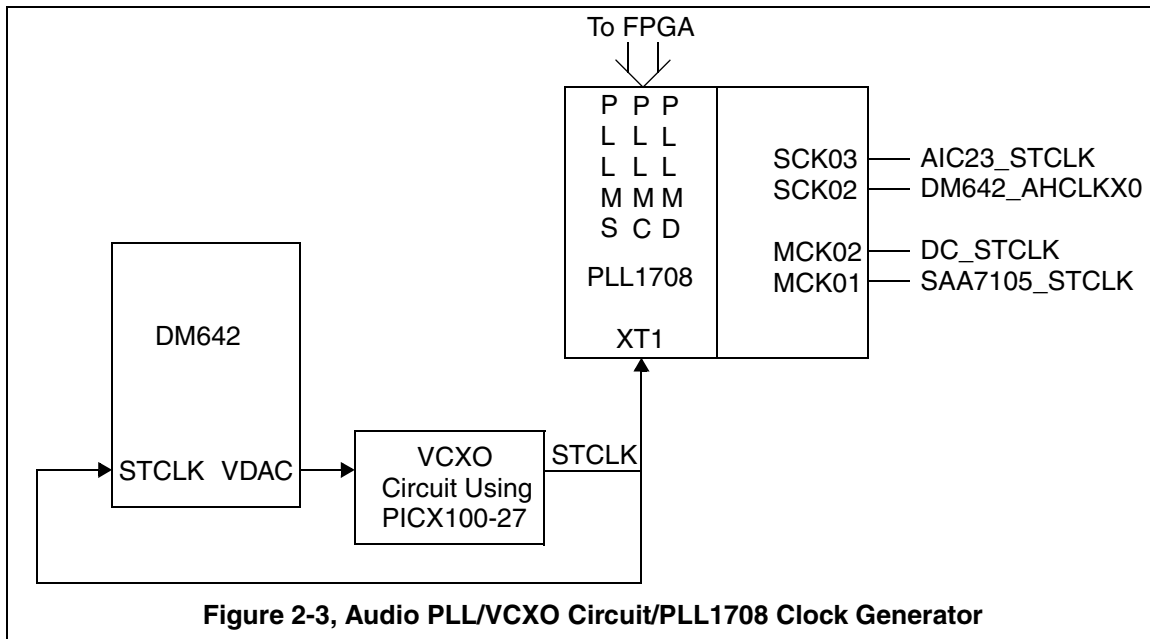 To FPGA
P P P
L L L
L L L
M M M
S C D
PLL1708
XT1
SCK03
SCK02
MCK02
MCK01
AIC23_STCLK
DM642_AHCLKX0
DC_STCLK
SAA7105_STCLK
DM642
STCLK VDAC
VCXO
Circuit Using
PICX100-27
STCLK
Figure 2-3, Audio PLL/VCXO Circuit/PLL1708 Clock Generator